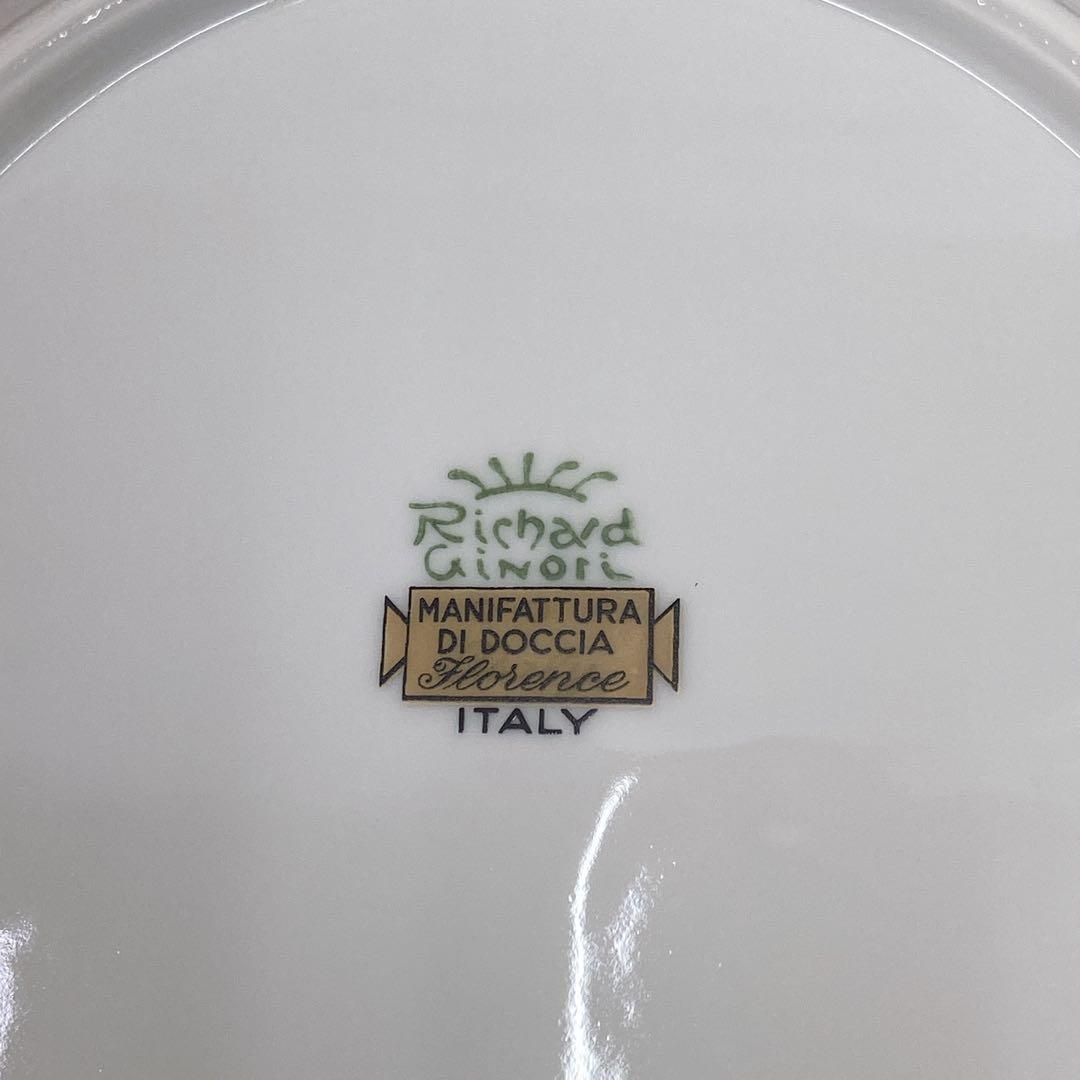 Richard
GINORI
MANIFATTURA
DI DOCCIA
Florence
ITALY